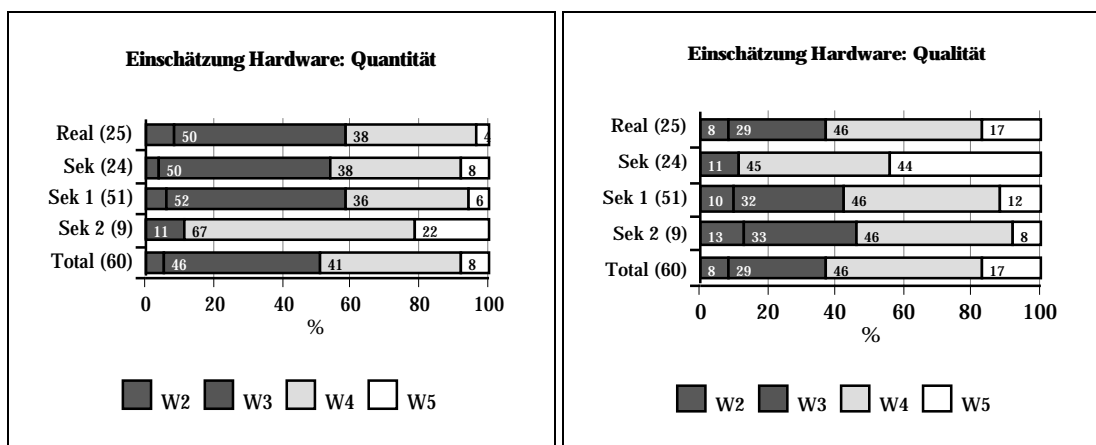 Einschätzung Hardware: Quantität
Real (25) 50 38 4
Sek (24) 50 38 8
Sek 1 (51) 52 36 6
Sek 2 (9) 11 67 22
Total (60) 46 41 8
0 20 40 60 80 100
%
W2 W3 W4 W5
Einschätzung Hardware: Qualität
Real (25) 8 29 46 17
Sek (24) 11 45 44
Sek 1 (51) 10 32 46 12
Sek 2 (9) 13 33 46 8
Total (60) 8 29 46 17
0 20 40 60 80 100
%
W2 W3 W4 W5